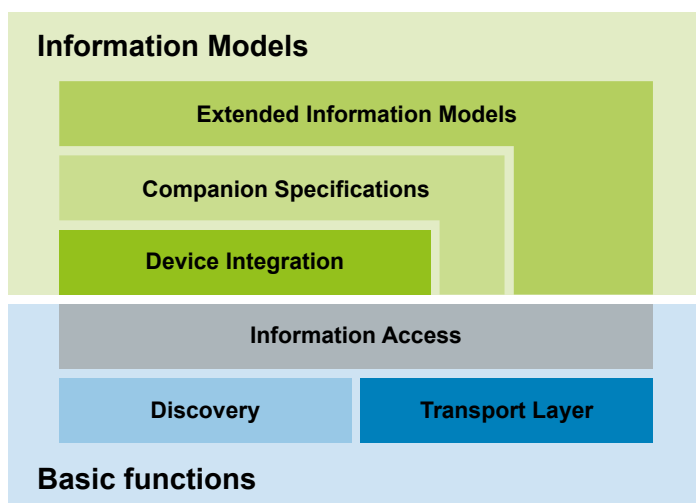 Information Models
Extended Information Models
Companion Specifications
Device Integration
Information Access
Discovery
Transport Layer
Basic functions